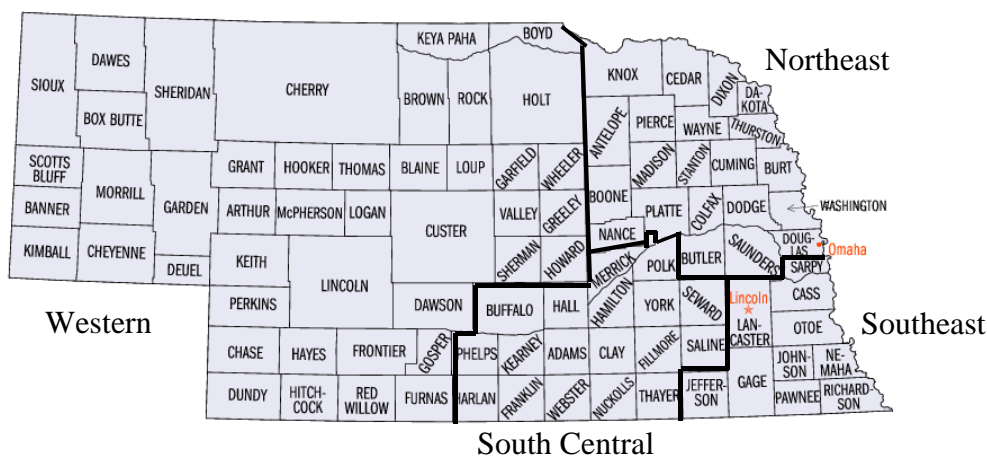 BOYD
KEYA PAHA
Northeast
KNOX
CEDAR
DIXON
DA-
KOTA
DAWES
SIOUX
SHERIDAN
CHERRY
BROWN
ROCK
HOLT
BOX BUTTE
ANTELOPE
PIERCE
WAYNE
THURSTON
SCOTTS
BLUFF
GRANT
HOOKER
THOMAS
BLAINE
LOUP
GARFIELD
WHEELER
MADISON
STANTON
CUMING
BURT
MORRILL
BANNER
GARDEN
ARTHUR
McPHERSON
LOGAN
CUSTER
VALLEY
GREELEY
BOONE
PLATTE
COLFAX
DODGE
WASHINGTON
KIMBALL
CHEYENNE
DEUEL
KEITH
LINCOLN
SHERMAN
HOWARD
NANCE
MERRICK
POLK
BUTLER
SAUNDERS
DOUG-
LAS
Omaha
SARPY
PERKINS
DAWSON
BUFFALO
HALL
HAMILTON
YORK
SEWARD
Lincoln
LAN-
CASTER
CASS
OTOE
Western
Southeast
CHASE
HAYES
FRONTIER
GOSPER
PHELPS
KEARNEY
ADAMS
CLAY
FILLMORE
SALINE
JOHN-
SON
NE-
MAHA
DUNDY
HITCH-
COCK
RED
WILLOW
FURNAS
HARLAN
FRANKLIN
WEBSTER
NUCKOLLS
THAYER
JEFFER-
SON
GAGE
PAWNEE
RICHARD
SON
South Central